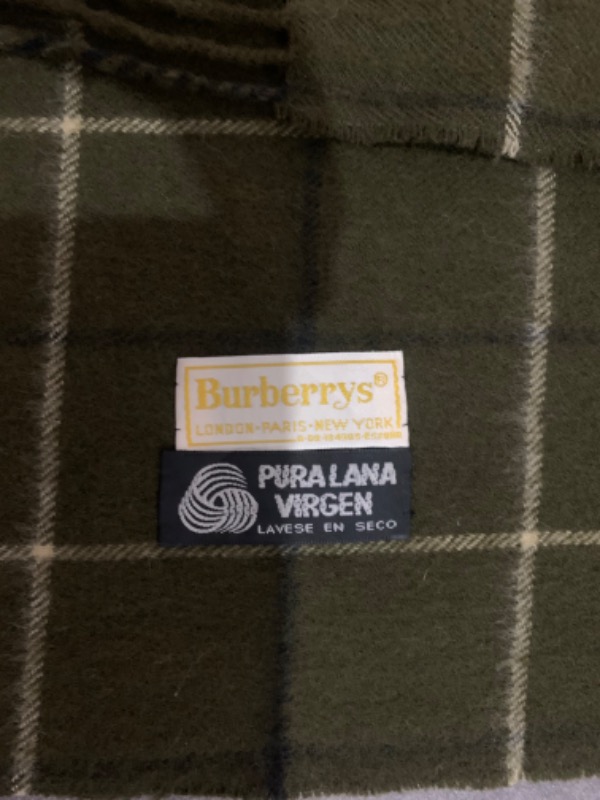 Burberrys®
LONDON-PARIS-NEW YORK
PURA LANA
VIRGEN
LAVESE EN SECO